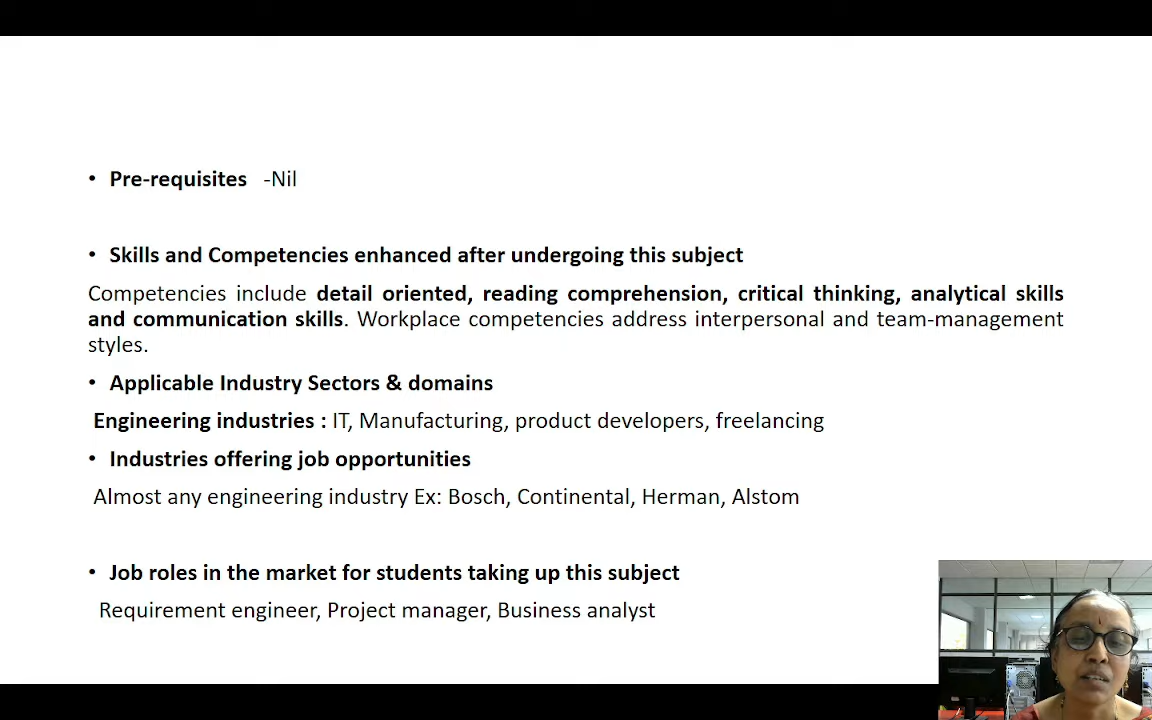 • Pre-requisites -Nil
• Skills and Competencies enhanced after undergoing this subject
Competencies include detail oriented, reading comprehension, critical thinking, analytical skills
and communication skills. Workplace competencies address interpersonal and team-management
styles.
• Applicable Industry Sectors & domains
Engineering industries : IT, Manufacturing, product developers, freelancing
• Industries offering job opportunities
Almost any engineering industry Ex: Bosch, Continental, Herman, Alstom
• Job roles in the market for students taking up this subject
Requirement engineer, Project manager, Business analyst